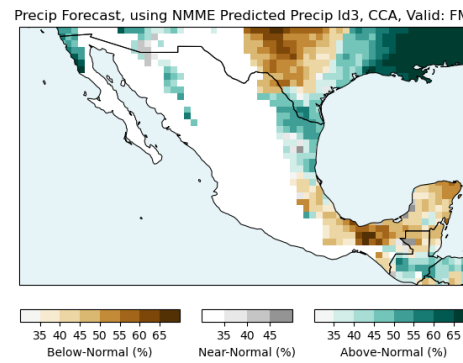 Precip Forecast, using NMME Predicted Precip Id3, CCA, Valid: FM
35 40 45 50 55 60 65
35 40 45
35 40 45 50 55 60 65
Below-Normal (%)
Near-Normal (%)
Above-Normal (%)